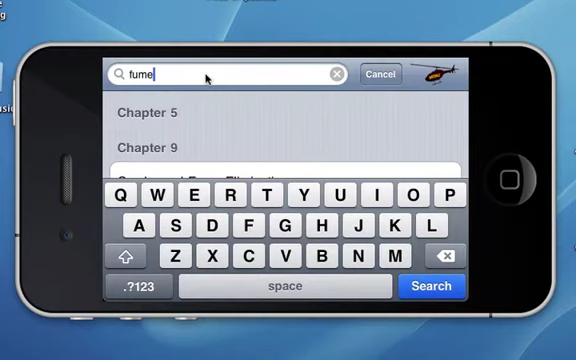 fume
Cancel
Chapter 5
Chapter 9
Q W E R T Y U I O P
A S D F G H J K L
Z X C V B N M
.?123
space
Search